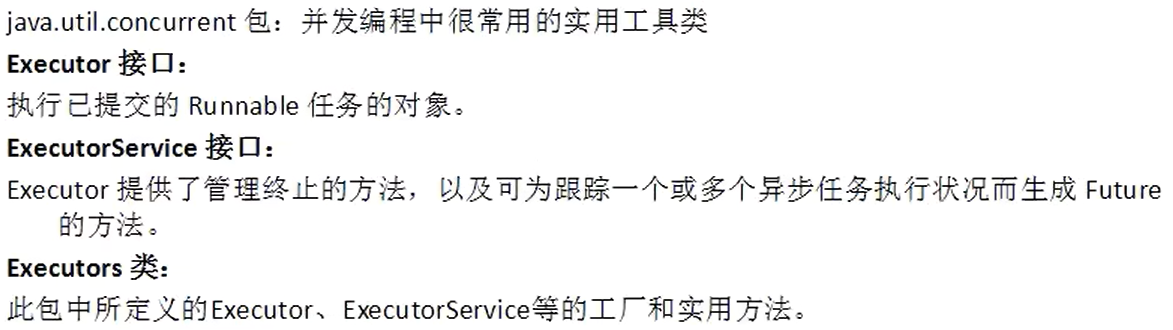 java.util.concurrent 包：并发编程中很常用的实用工具类
Executor 接口：
执行已提交的 Runnable 任务的对象。
ExecutorService 接口：
Executor 提供了管理终止的方法，以及可为跟踪一个或多个异步任务执行状况而生成 Future
的方法。
Executors 类：
此包中所定义的Executor、ExecutorService等的工厂和实用方法。